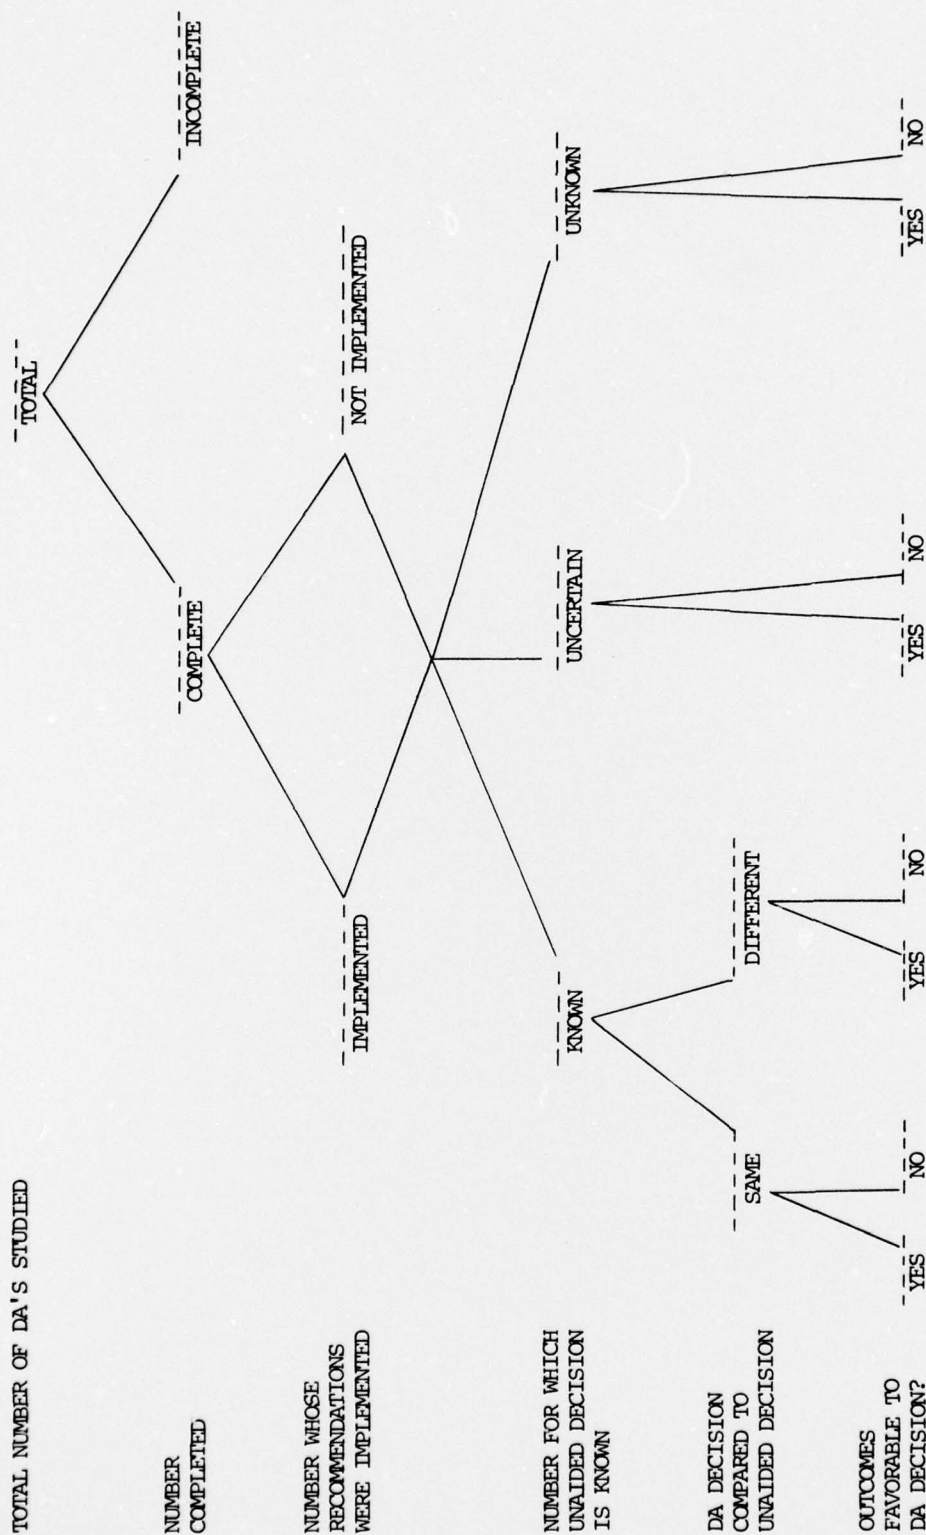 TOTAL NUMBER OF DA'S STUDIED
TOTAL
NUMBER
COMPLETED
COMPLETE
INCOMPLETE
NUMBER WHOSE
RECOMMENDATIONS
WERE IMPLEMENTED
IMPLEMENTED
NOT IMPLEMENTED
NUMBER FOR WHICH
UNAIDED DECISION
IS KNOWN
KNOWN
UNCERTAIN
UNKNOWN
DA DECISION
COMPARED TO
UNAIDED DECISION
SAME
DIFFERENT
OUTCOMES
FAVORABLE TO
DA DECISION?
YES
NO
YES
NO
YES
NO
YES
NO